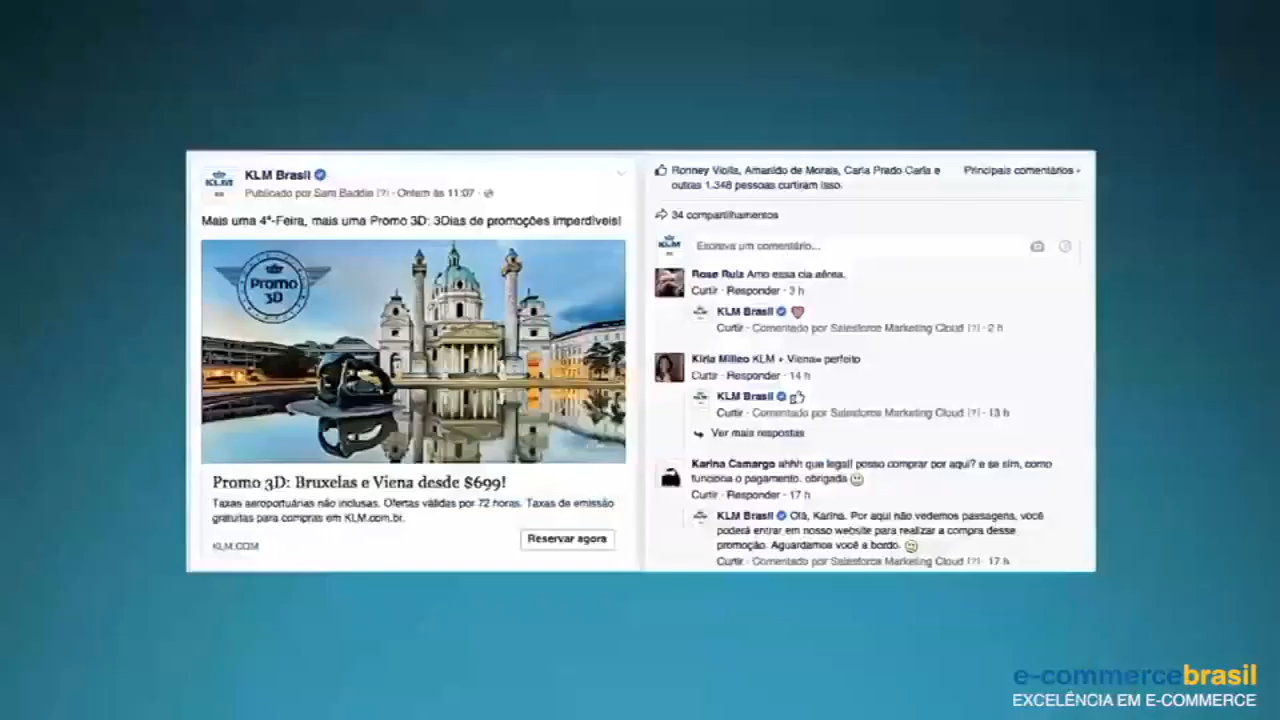 KLM Brasil
Publicado por Sam Baddie [?] · Ontem às 11:07 ·
Mais uma 4ª-Feira, mais uma Promo 3D: 3Dias de promoções imperdíveis!
KLM
Promo
3D
Promo 3D: Bruxelas e Viena desde $699!
Taxas aeroportuárias não inclusas. Ofertas válidas por 72 horas. Taxas de emissão
gratuitas para compras em KLM.com.br.
KLM.COM
Reservar agora
Ronney Violla, Amarildo de Morais, Carla Prado Carla e
outras 1.348 pessoas curtiram isso.
Principais comentários
34 compartilhamentos
KLM
Escreva um comentário...
Rose Ruiz Amo essa cia aérea.
Curtir · Responder · 3 h
KLM Brasil
Curtir · Comentado por Salesforce Marketing Cloud [?] · 2 h
Kirla Milleo KLM + Viena= perfeito
Curtir · Responder · 14 h
KLM Brasil
Curtir · Comentado por Salesforce Marketing Cloud [?] · 13 h
Ver mais respostas
Karina Camargo ahhh que legal! posso comprar por aqui? e se sim, como
funciona o pagamento. obrigada
Curtir · Responder · 17 h
KLM Brasil Olá, Karina. Por aqui não vedemos passagens, você
poderá entrar em nosso website para realizar a compra desse
promoção. Aguardamos você a bordo.
Curtir · Comentado por Salesforce Marketing Cloud [?] · 17 h
e-commercebrasil
EXCELÊNCIA EM E-COMMERCE